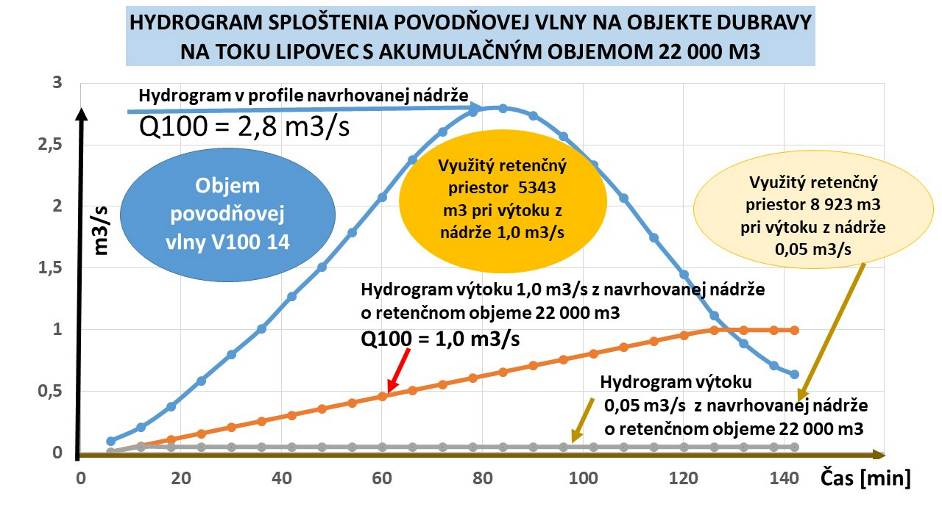 HYDROGRAM SPLOŠTENIA POVODŇOVEJ VLNY NA OBJEKTE DUBRAVY
NA TOKU LIPOVEC S AKUMULAČNÝM OBJEMOM 22 000 M3
3
2,5
2
1,5
1
0,5
0
m3/s
Hydrogram v profile navrhovanej nádrže
Q100 = 2,8 m3/s
Objem
povodňovej
vlny V100 14
Využitý retenčný
priestor 5343
m3 pri výtoku z
nádrže 1,0 m3/s
Využitý retenčný
priestor 8 923 m3
pri výtoku z nádrže
0,05 m3/s
Hydrogram výtoku 1,0 m3/s z navrhovanej nádrže
o retenčnom objeme 22 000 m3
Q100 = 1,0 m3/s
Hydrogram výtoku
0,05 m3/s z navrhovanej nádrže
o retenčnom objeme 22 000 m3
0 20 40 60 80 100 120 140 Čas [min]